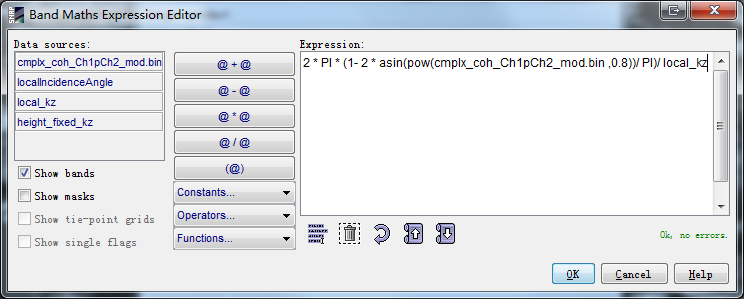 SNAP
Band Maths Expression Editor
Data sources:
Expression:
cmplx_coh_Ch1pCh2_mod.bin
localIncidenceAngle
local_kz
height_fixed_kz
@ + @
@ - @
@ * @
@ / @
(@)
Constants...
Operators...
Functions...
2 * PI * (1- 2 * asin(pow(cmplx_coh_Ch1pCh2_mod.bin ,0.8))/ PI)/ local_kz
Show bands
Show masks
Show tie-point grids
Show single flags
Ok, no errors.
OK
Cancel
Help